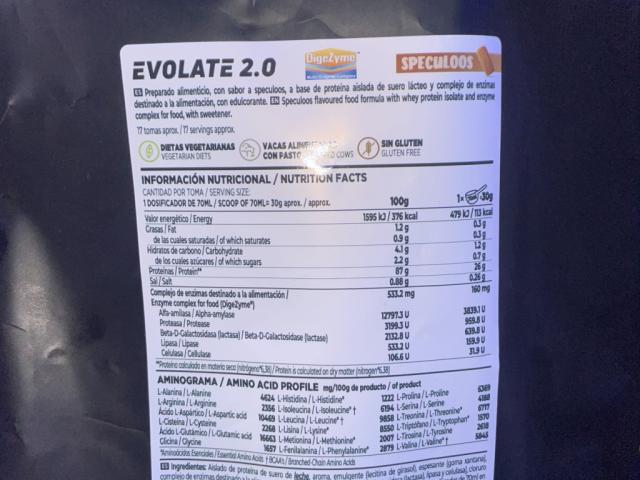 EVOLATE 2.0
DigeZyme
Multi-Enzyme Complex
SPECULOOS
ES Preparado alimenticio, con sabor a speculoos, a base de proteína aislada de suero lácteo y complejo de enzimas
destinado a la alimentación, con edulcorante. EN Speculoos flavoured food formula with whey protein isolate and enzyme
complex for food, with sweetener.
17 tomas aprox. / 17 servings approx.
DIETAS VEGETARIANAS
VEGETARIAN DIETS
VACAS
CON PASTO COWS
SIN GLUTEN
GLUTEN FREE
INFORMACIÓN NUTRICIONAL / NUTRITION FACTS
CANTIDAD POR TOMA / SERVING SIZE:
1 DOSIFICADOR DE 70ML / SCOOP OF 70ML= 30g aprox. / approx. 100g 1x 30g
Valor energético / Energy 1595 kJ / 376 kcal 479 kJ / 113 kcal
Grasas / Fat 1.2 g 0.3 g
de las cuales saturadas / of which saturates 0.9 g 0.3 g
Hidratos de carbono / Carbohydrate 4.1 g 1.2 g
de los cuales azúcares / of which sugars 2.2 g 0.7 g
Proteínas / Protein** 87 g 26 g
Sal / Salt 0.88 g 0.26 g
Complejo de enzimas destinado a la alimentación / 533.2 mg 160 mg
Enzyme complex for food (DigeZyme®)
Alfa-amilasa / Alpha-amylase 12797.3 U 3839.1 U
Proteasa / Protease 3199.3 U 959.8 U
Beta-D-Galactosidasa (lactasa) / Beta-D-Galactosidase (lactase) 2132.8 U 639.8 U
Lipasa / Lipase 533.2 U 159.9 U
Celulasa / Cellulase 106.6 U 31.9 U
**Proteína calculada en materia seca (nitrógeno*6,38) / Protein is calculated on dry matter (nitrogen*6.38)
AMINOGRAMA / AMINO ACID PROFILE mg/100g de producto / of product
L-Alanina / L-Alanine 4624 L-Histidina / L-Histidine* 1222 L-Prolina / L-Proline 6369
L-Arginina / L-Arginine 2356 L-Isoleucina / L-Isoleucine* † 6194 L-Serina / L-Serine 4188
Ácido L-Aspártico / L-Aspartic acid 10469 L-Leucina / L-Leucine* † 9858 L-Treonina / L-Threonine* 6717
L-Cisteína / L-Cysteine 2268 L-Lisina / L-Lysine* 8550 L-Triptófano / L-Tryptophan* 1570
Ácido L-Glutámico / L-Glutamic acid 16663 L-Metionina / L-Methionine* 2007 L-Tirosina / L-Tyrosine 2618
Glicina / Glycine 1657 L-Fenilalanina / L-Phenylalanine* 2879 L-Valina / L-Valine* † 5845
*Aminoácidos Esenciales / Essential Amino Acids † BCAA's / Branched-Chain Amino Acids
ES Ingredientes: Aislado de proteína de suero de leche, aroma, emulgente (lecitina de girasol), espesante (goma xantana),
complejo de enzimas destinado a la lipasa y celulasa), cloruro